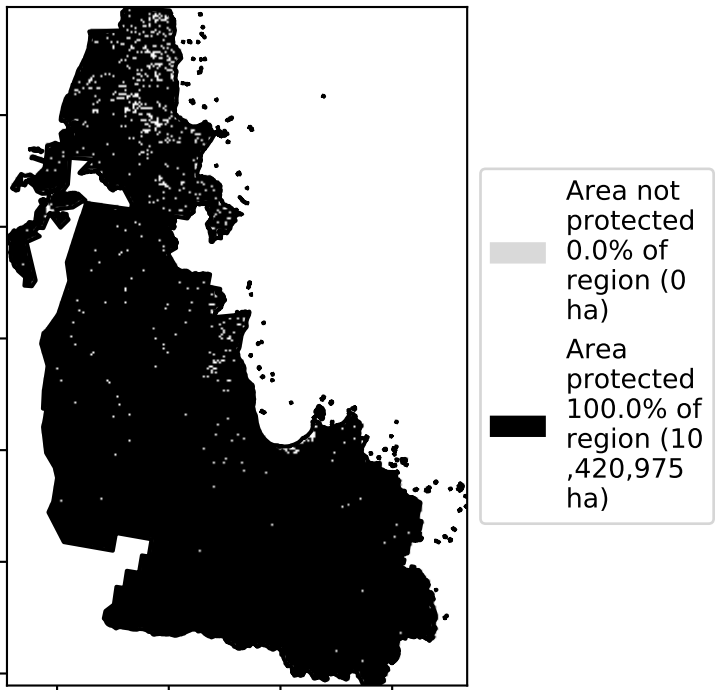 Area not
protected
0.0% of
region (0
ha)
Area
protected
100.0% of
region (10
,420,975
ha)